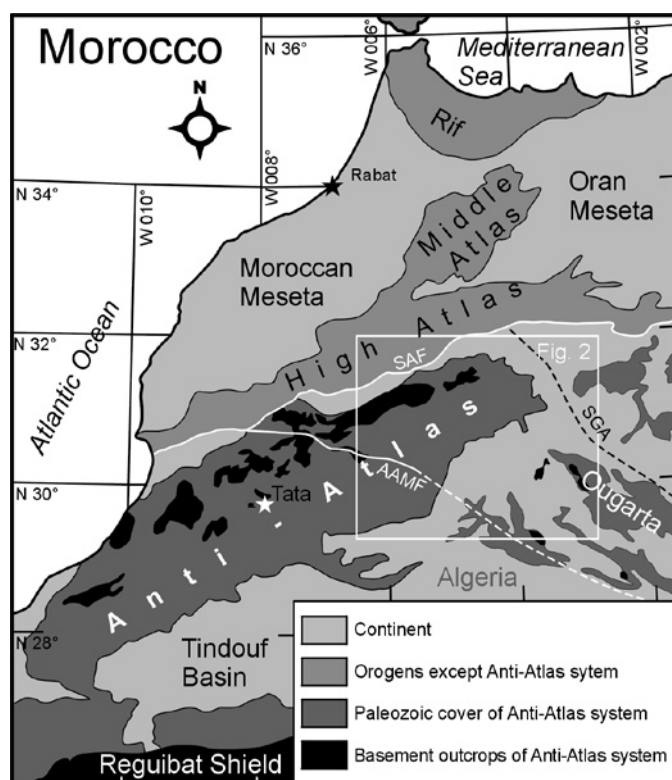 Morocco
N
N 36°
W 006°
W 002°
Mediterranean
Sea
Rif
W 008°
Rabat
N 34°
W 010°
Middle
Atlas
Oran
Meseta
Moroccan
Meseta
Atlantic Ocean
N 32°
High Atlas
SAF
Fig. 2
SGA
Anti-Atlas
AAMF
N 30°
Tata
Ougarta
Algeria
N 28°
Tindouf
Basin
Reguibat Shield
Continent
Orogens except Anti-Atlas sytem
Paleozoic cover of Anti-Atlas system
Basement outcrops of Anti-Atlas system